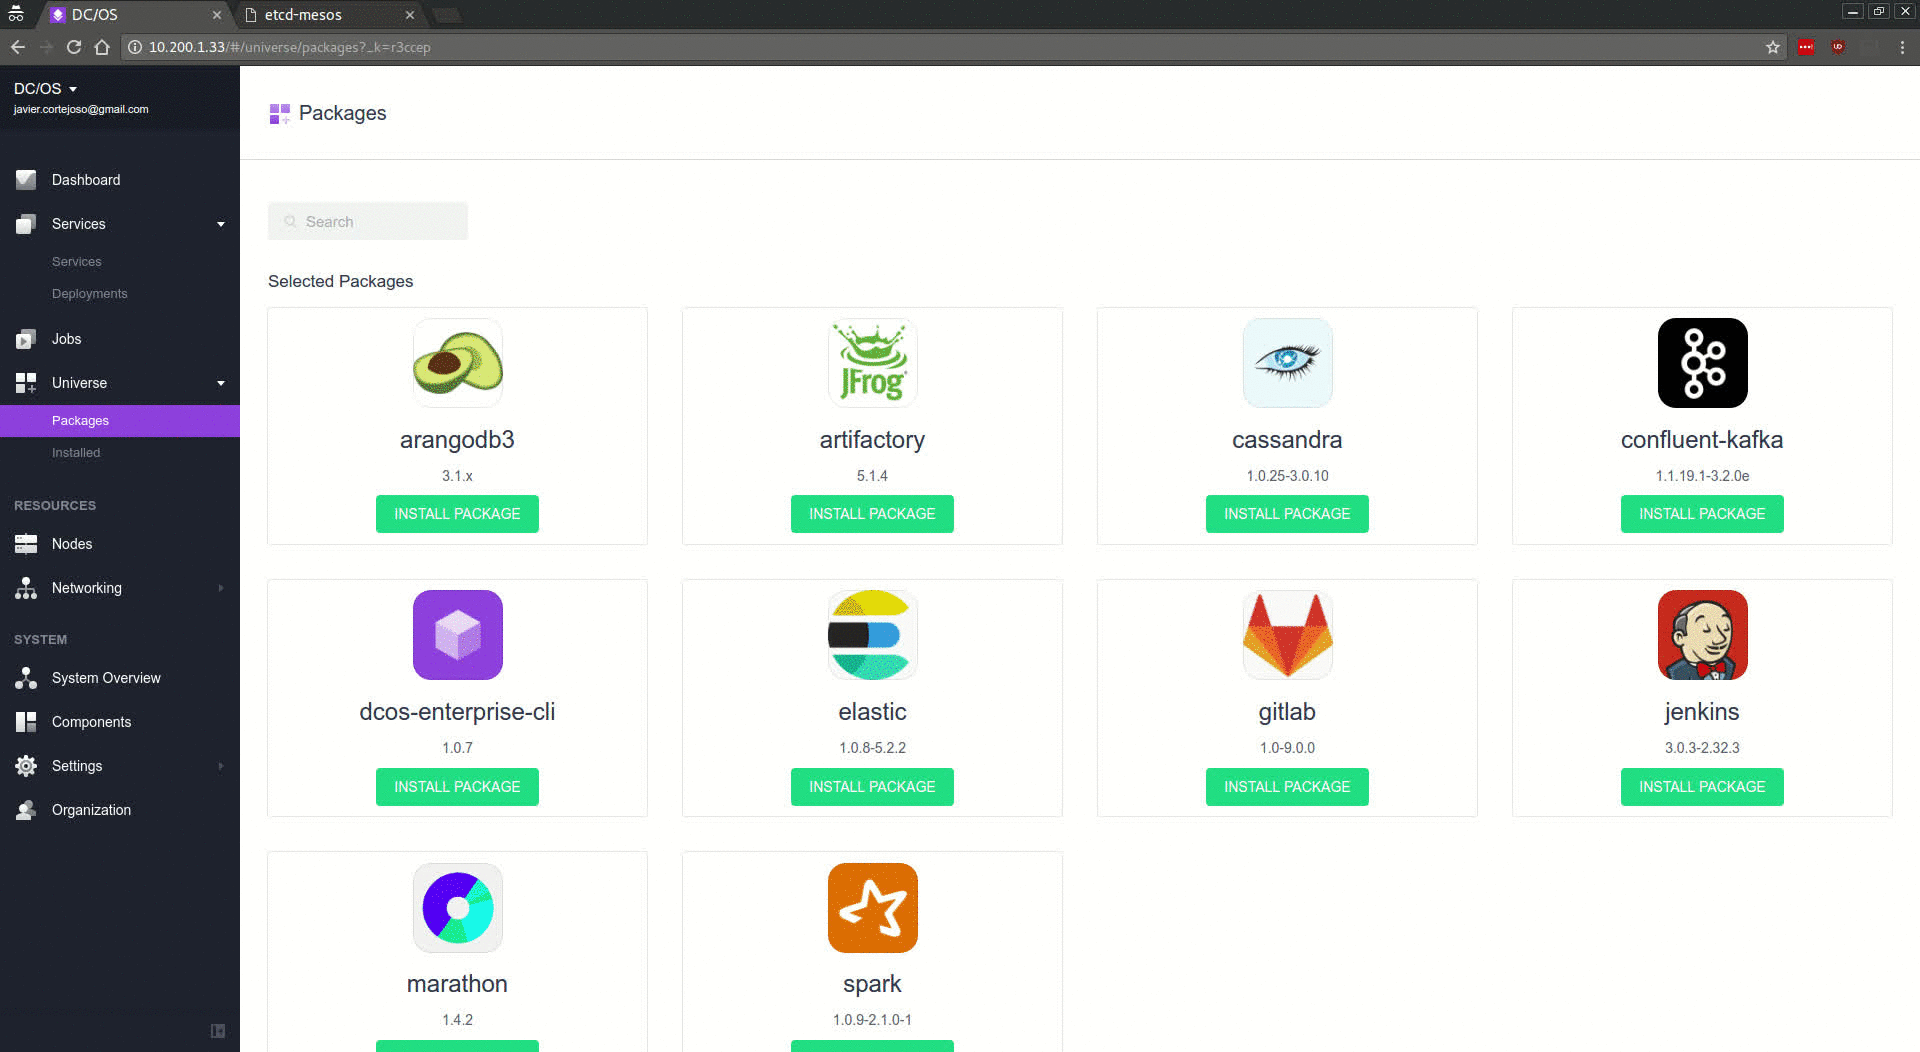 DC/OS
etcd-mesos
10.200.1.33/#/universe/packages?_k=r3ccep
DC/OS
javier.cortejoso@gmail.com
Dashboard
Services
Services
Deployments
Jobs
Universe
Packages
Installed
RESOURCES
Nodes
Networking
SYSTEM
System Overview
Components
Settings
Organization
Packages
Search
Selected Packages
JFrog
arangodb3
artifactory
cassandra
confluent-kafka
3.1.x
5.1.4
1.0.25-3.0.10
1.1.19.1-3.2.0e
INSTALL PACKAGE
INSTALL PACKAGE
INSTALL PACKAGE
INSTALL PACKAGE
dcos-enterprise-cli
elastic
gitlab
jenkins
1.0.7
1.0.8-5.2.2
1.0-9.0.0
3.0.3-2.32.3
INSTALL PACKAGE
INSTALL PACKAGE
INSTALL PACKAGE
INSTALL PACKAGE
marathon
spark
1.4.2
1.0.9-2.1.0-1